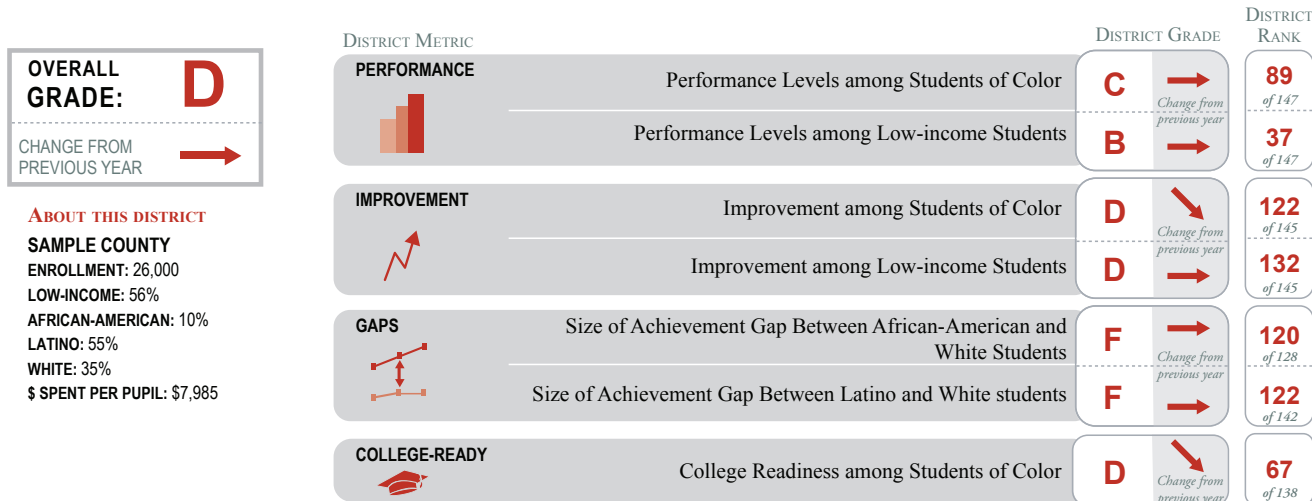 OVERALL
GRADE: D
CHANGE FROM
PREVIOUS YEAR
ABOUT THIS DISTRICT
SAMPLE COUNTY
ENROLLMENT: 26,000
LOW-INCOME: 56%
AFRICAN-AMERICAN: 10%
LATINO: 55%
WHITE: 35%
$ SPENT PER PUPIL: $7,985
DISTRICT METRIC
DISTRICT GRADE
DISTRICT
RANK
PERFORMANCE
Performance Levels among Students of Color
C
Change from
previous year
89
of 147
Performance Levels among Low-income Students
B
37
of 147
IMPROVEMENT
Improvement among Students of Color
D
Change from
previous year
122
of 145
Improvement among Low-income Students
D
132
of 145
GAPS
Size of Achievement Gap Between African-American and
White Students
F
Change from
previous year
120
of 128
Size of Achievement Gap Between Latino and White students
F
122
of 142
COLLEGE-READY
College Readiness among Students of Color
D
Change from
previous year
67
of 138